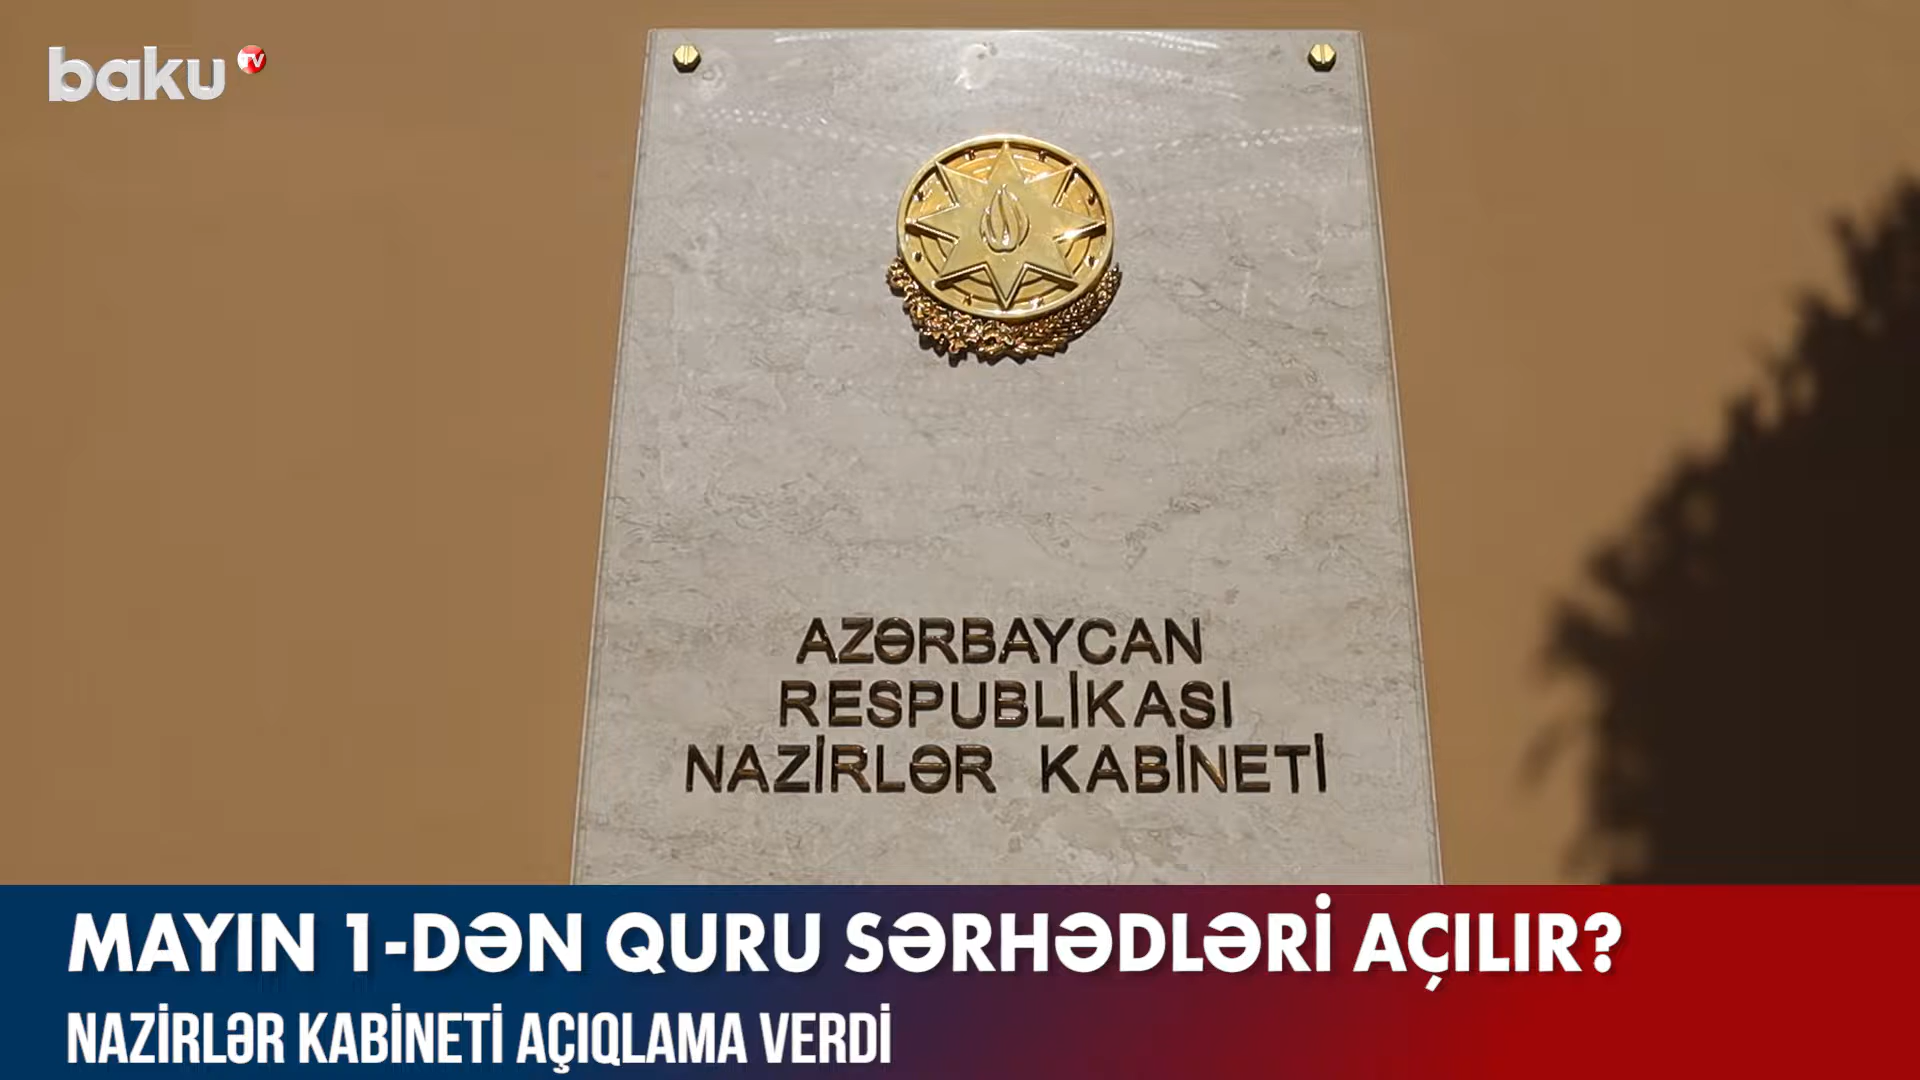 baku TV
AZƏRBAYCAN
RESPUBLİKASI
NAZİRLƏR KABİNETİ
MAYIN 1-DƏN QURU SƏRHƏDLƏRİ AÇILIR?
NAZİRLƏR KABİNETİ AÇIQLAMA VERDİ